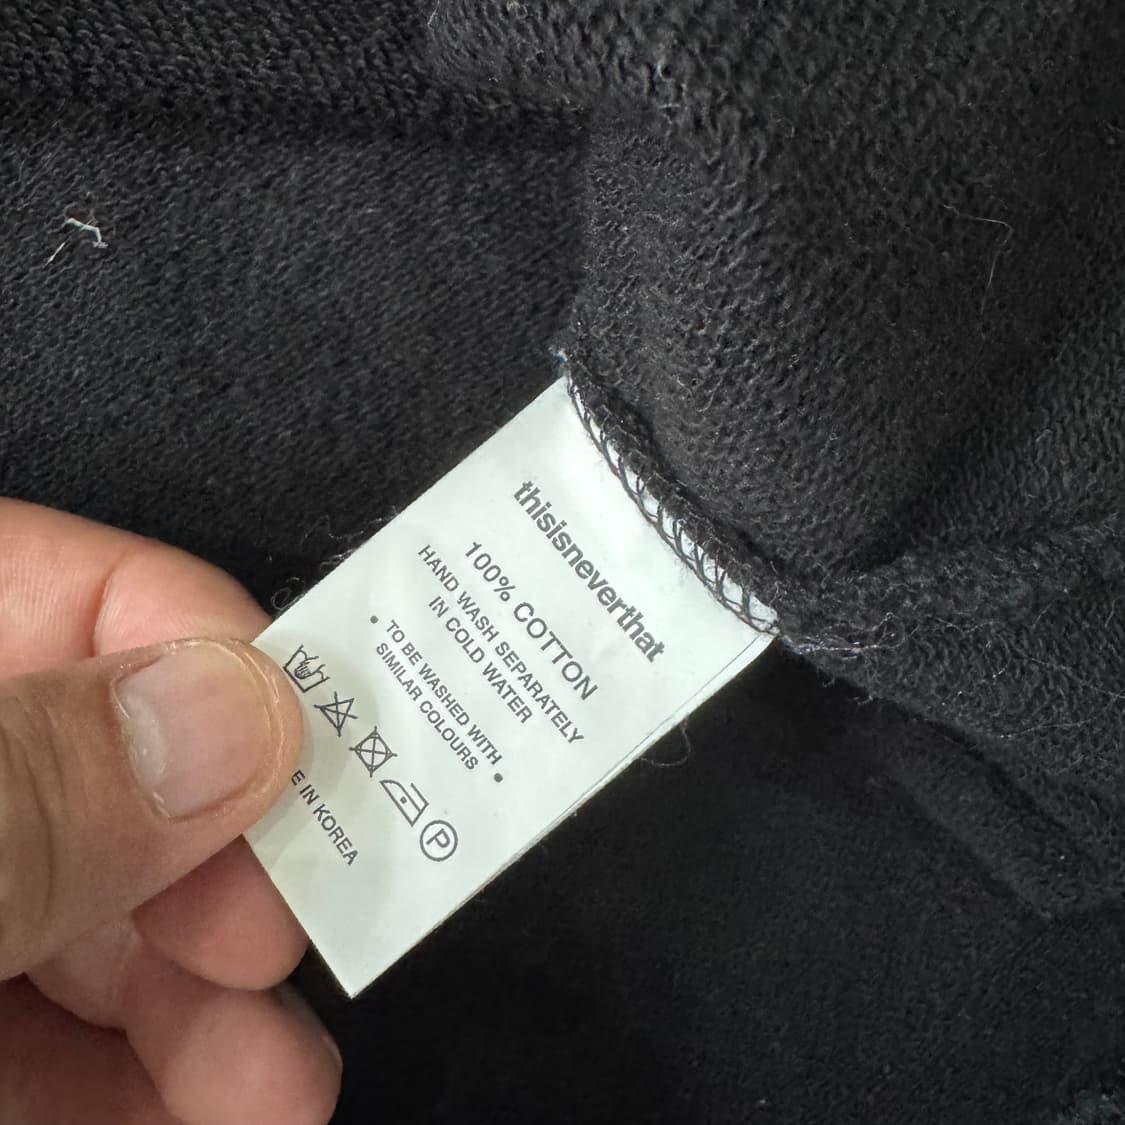 thisisneverthat
100% COTTON
HAND WASH SEPARATELY
IN COLD WATER
• TO BE WASHED WITH •
SIMILAR COLOURS
P
E IN KOREA